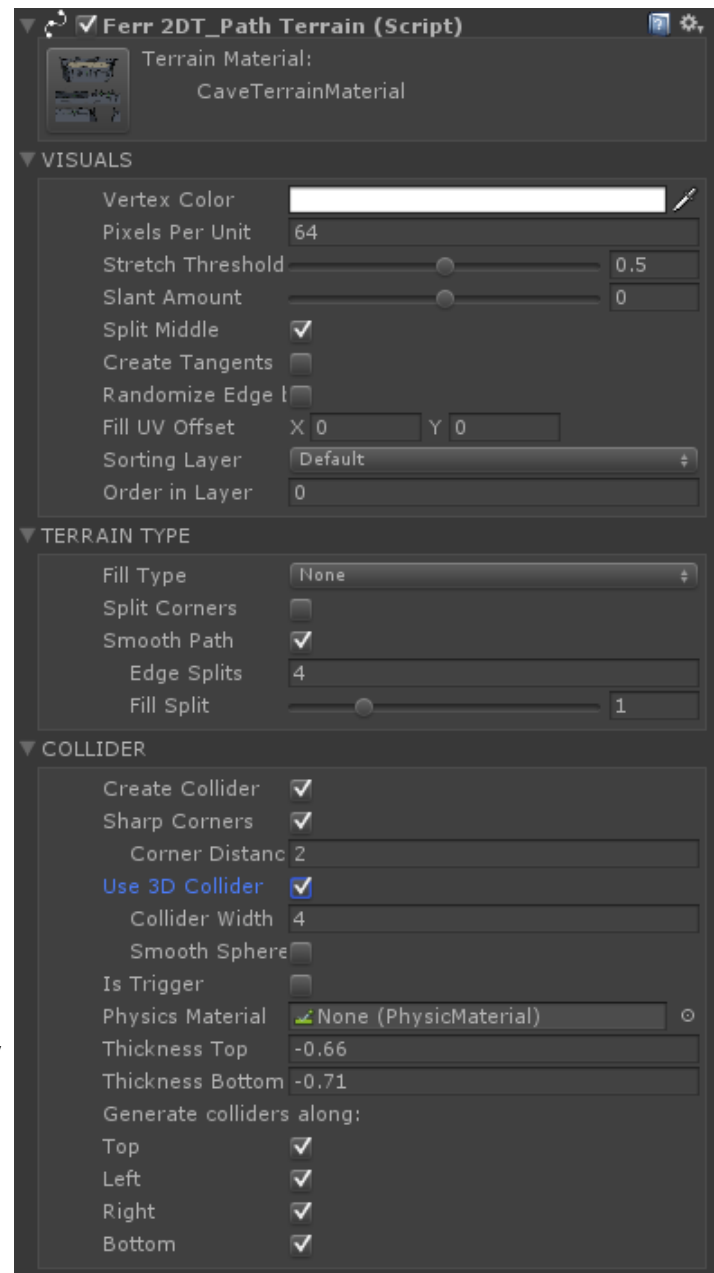 Ferr 2DT_Path Terrain (Script)
Terrain Material:
CaveTerrainMaterial
VISUALS
Vertex Color
Pixels Per Unit 64
Stretch Threshold 0.5
Slant Amount 0
Split Middle
Create Tangents
Randomize Edge
Fill UV Offset X 0 Y 0
Sorting Layer Default
Order in Layer 0
TERRAIN TYPE
Fill Type None
Split Corners
Smooth Path
Edge Splits 4
Fill Split 1
COLLIDER
Create Collider
Sharp Corners
Corner Distanc 2
Use 3D Collider
Collider Width 4
Smooth Sphere
Is Trigger
Physics Material None (PhysicMaterial)
Thickness Top -0.66
Thickness Bottom -0.71
Generate colliders along:
Top
Left
Right
Bottom